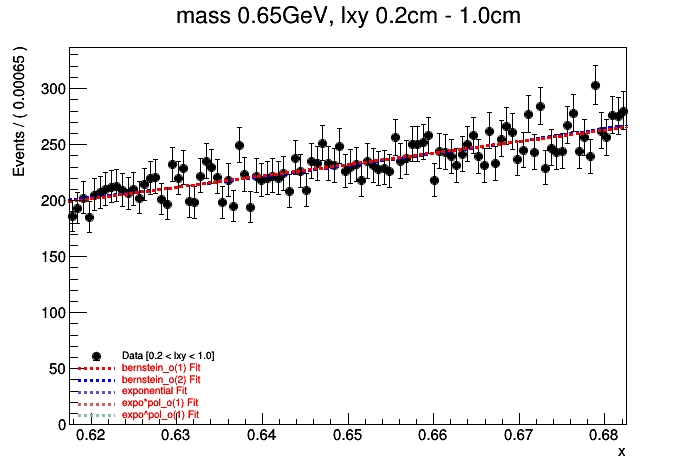 mass 0.65GeV, lxy 0.2cm - 1.0cm
Events / ( 0.00065 )
300
250
200
150
100
50
0
Data [0.2 < lxy < 1.0]
bernstein_o(1) Fit
bernstein_o(2) Fit
exponential Fit
expo*pol_o(1) Fit
expo^pol_o(1) Fit
0.62 0.63 0.64 0.65 0.66 0.67 0.68
x